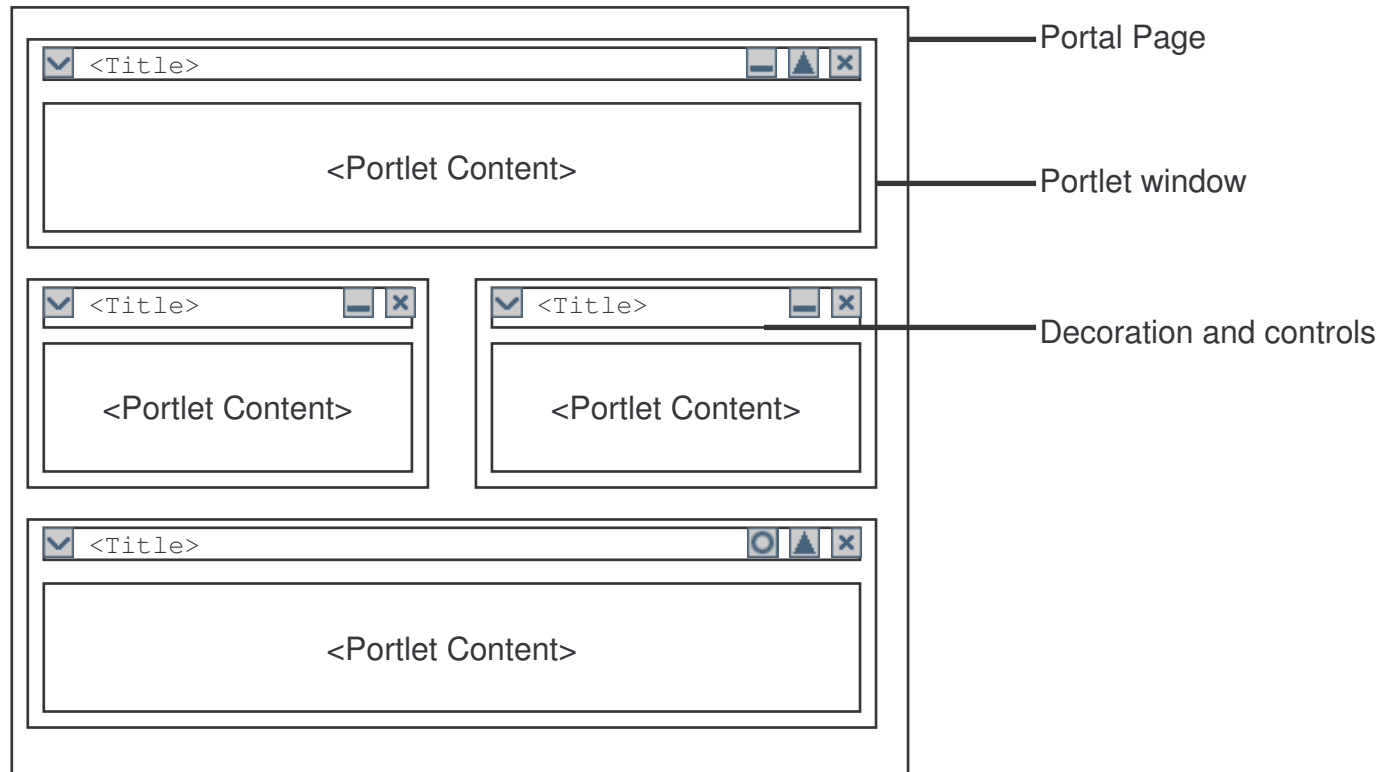 Portal Page
<Title>
<Portlet Content>
Portlet window
<Title>
<Title>
Decoration and controls
<Portlet Content>
<Portlet Content>
<Title>
<Portlet Content>